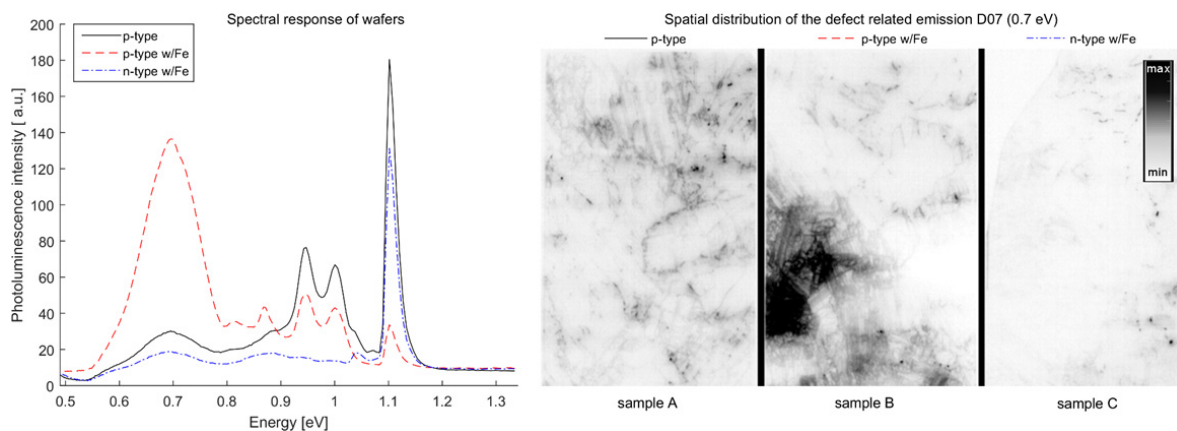 Spectral response of wafers
200
180
160
140
120
100
80
60
40
20
0
Photoluminescence intensity [ a.u.]
p-type
p-type w/Fe
n-type w/Fe
0.5 0.6 0.7 0.8 0.9 1 1.1 1.2 1.3
Energy [eV]
Spatial distribution of the defect related emission D07 (0.7 eV)
p-type p-type w/Fe n-type w/Fe
max
min
sample A sample B sample C